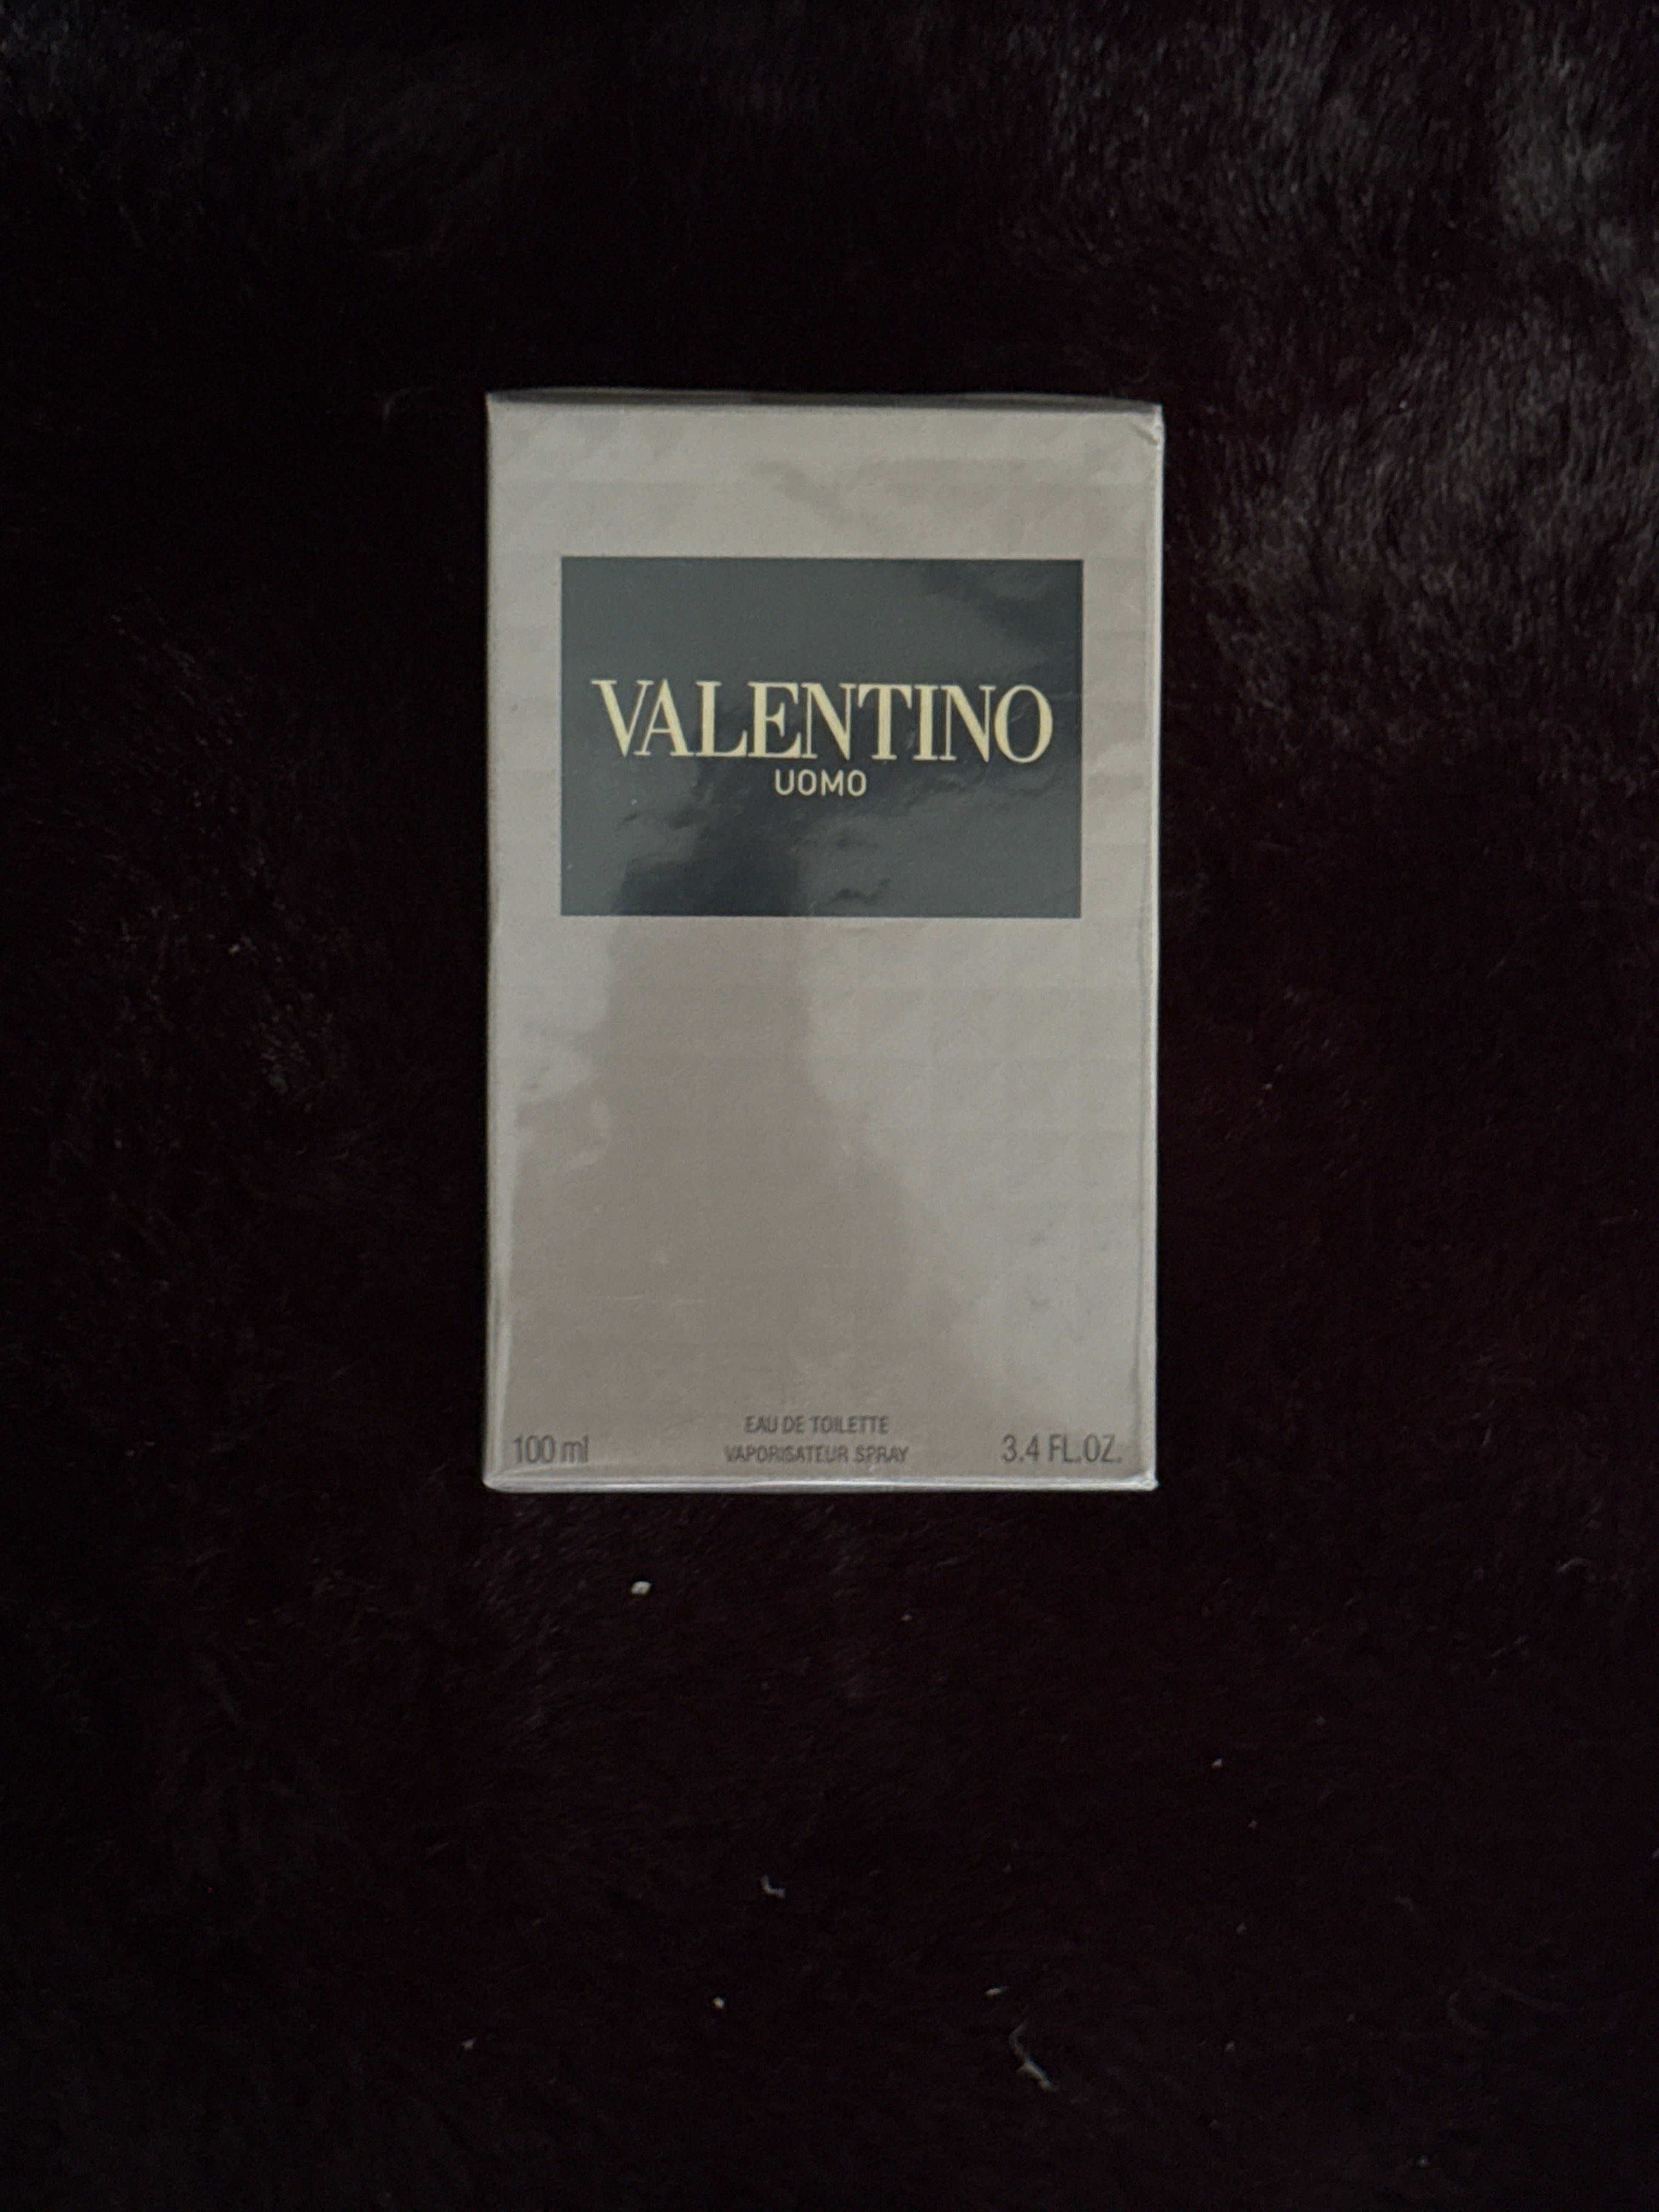 VALENTINO
UOMO
EAU DE TOILETTE
100 ml VAPORISATEUR SPRAY 3.4 FL.OZ.